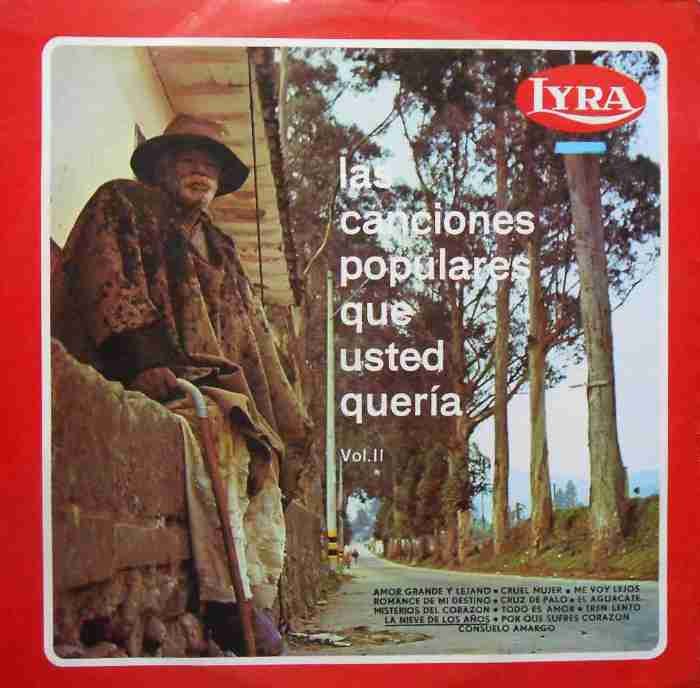 LYRA
las
canciones
populares
que
usted
quería
Vol.II
AMOR GRANDE Y LEJANO • CRUEL MUJER • ME VOY LEJOS
ROMANCE DE MI DESTINO • CRUZ DE PALO • EL AGUACATE
MISTERIOS DEL CORAZON • TODO ES AMOR • TREN LENTO
LA NIEVE DE LOS AÑOS • POR QUE SUFRES CORAZON
CONSUELO AMARGO